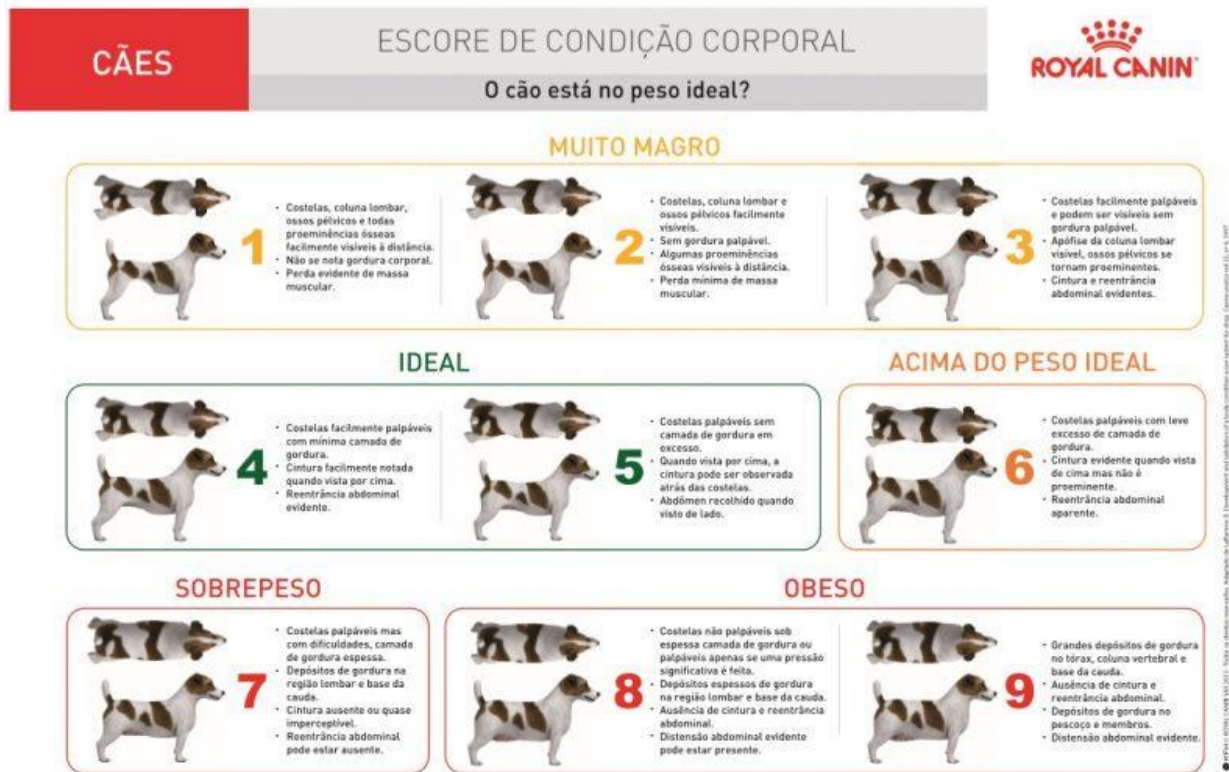 CÃES
ESCORE DE CONDIÇÃO CORPORAL
O cão está no peso ideal?
ROYAL CANIN
MUITO MAGRO
1
• Costelas, coluna lombar,
ossos pélvicos e todas
proeminências ósseas
facilmente visíveis à distância.
• Não se nota gordura corporal.
• Perda evidente de massa
muscular.
2
• Costelas, coluna lombar e
ossos pélvicos facilmente
visíveis.
• Sem gordura palpável.
• Algumas proeminências
ósseas visíveis à distância.
• Perda mínima de massa
muscular.
3
• Costelas facilmente palpáveis
e podem ser visíveis sem
gordura palpável.
• Apófise da coluna lombar
visível, ossos pélvicos se
tornam proeminentes.
• Cintura e reentrância
abdominal evidentes.
IDEAL
4
• Costelas facilmente palpáveis
com mínima camada de
gordura.
• Cintura facilmente notada
quando vista por cima.
• Reentrância abdominal
evidente.
5
• Costelas palpáveis sem
camada de gordura em
excesso.
• Quando vista por cima, a
cintura pode ser observada
atrás das costelas.
• Abdômen recolhido quando
visto de lado.
ACIMA DO PESO IDEAL
6
• Costelas palpáveis com leve
excesso de camada de
gordura.
• Cintura evidente quando vista
de cima mas não é
proeminente.
• Reentrância abdominal
aparente.
SOBREPESO
7
• Costelas palpáveis mas
com dificuldades, camada
de gordura espessa.
• Depósitos de gordura na
região lombar e base da
cauda.
• Cintura ausente ou quase
imperceptível.
• Reentrância abdominal
pode estar ausente.
OBESO
8
• Costelas não palpáveis sob
espessa camada de gordura ou
palpáveis apenas se uma pressão
significativa é feita.
• Depósitos espessos de gordura
na região lombar e base da cauda.
• Ausência de cintura e reentrância
abdominal.
• Distensão abdominal evidente
pode estar presente.
9
• Grandes depósitos de gordura
no tórax, coluna vertebral e
base da cauda.
• Ausência de cintura e
reentrância abdominal.
• Depósitos de gordura no
pescoço e membros.
• Distensão abdominal evidente.